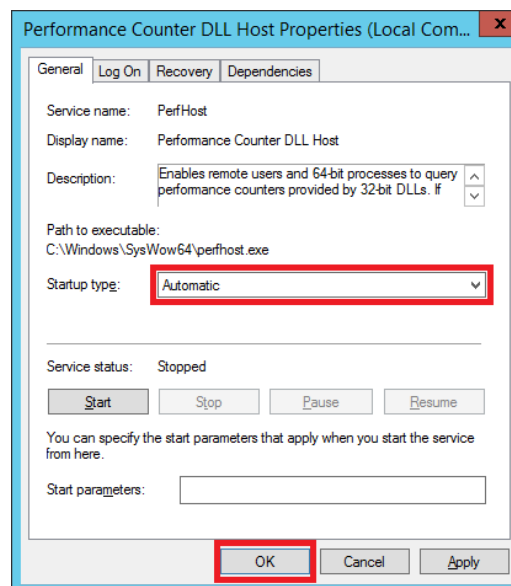 Performance Counter DLL Host Properties (Local Com...
x
General Log On Recovery Dependencies
Service name: PerfHost
Display name: Performance Counter DLL Host
Description: Enables remote users and 64-bit processes to query
performance counters provided by 32-bit DLLs. If
Path to executable:
C:\Windows\SysWow64\perfhost.exe
Startup type: Automatic
Service status: Stopped
Start Stop Pause Resume
You can specify the start parameters that apply when you start the service
from here.
Start parameters:
OK Cancel Apply